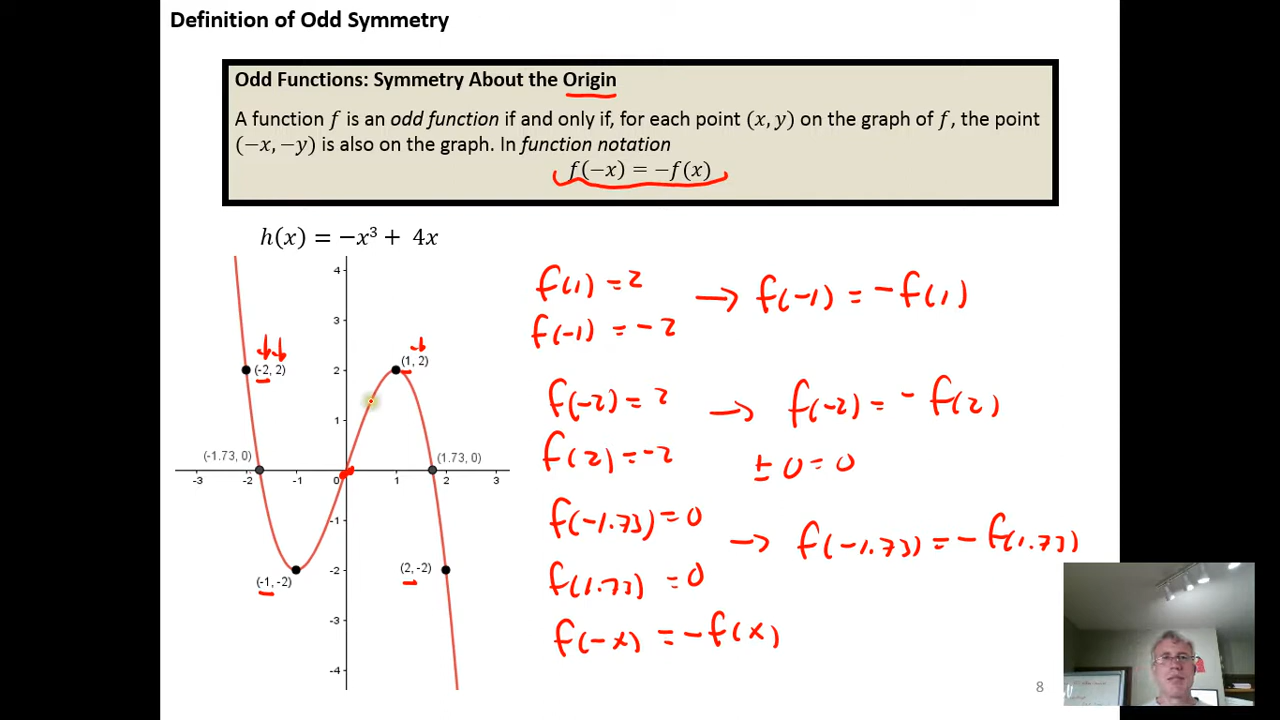 Definition of Odd Symmetry
Odd Functions: Symmetry About the Origin
A function f is an odd function if and only if, for each point (x, y) on the graph of f, the point
(−x, −y) is also on the graph. In function notation
f(−x) = −f(x)
h(x) = −x³ + 4x
f(1) = 2
f(-1) = -2
→ f(-1) = -f(1)
f(-2) = 2
f(2) = -2
→ f(-2) = -f(2)
± 0 = 0
f(-1.73) = 0
f(1.73) = 0
→ f(-1.73) = -f(1.73)
f(-x) = -f(x)
4
3
2
1
0
-1
-2
-3
-4
-3
-2
-1
1
2
3
(-2, 2)
(1, 2)
(-1.73, 0)
(1.73, 0)
(-1, -2)
(2, -2)
8